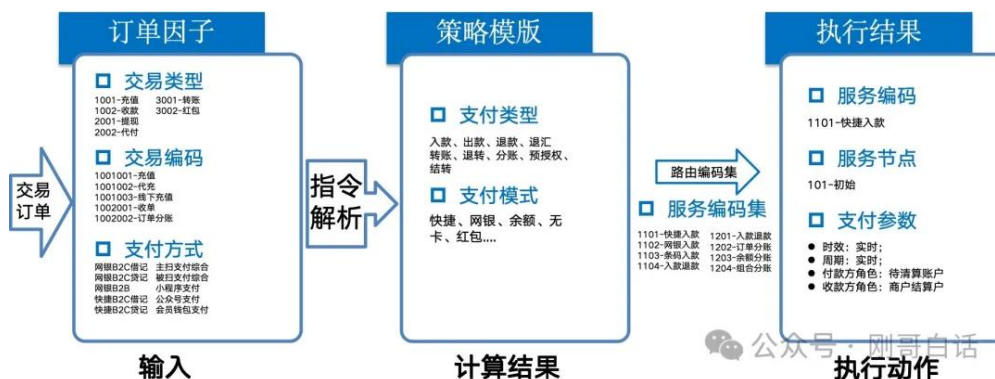 订单因子
策略模版
执行结果
交易
订单
交易类型
1001-充值 3001-转账
1002-收款 3002-红包
2001-提现
2002-代付
交易编码
1001001-充值
1001002-代充
1001003-线下充值
1002001-收单
1002002-订单分账
支付方式
网银B2C借记 主扫支付综合
网银B2C贷记 被扫支付综合
网银B2B 小程序支付
快捷B2C借记 公众号支付
快捷B2C贷记 会员钱包支付
输入
指令
解析
支付类型
入款、出款、退款、退汇
转账、退转、分账、预授权、
结转
支付模式
快捷、网银、余额、无
卡、红包....
计算结果
路由编码集
服务编码集
1101-快捷入款 1201-入款退款
1102-网银入款 1202-订单分账
1103-条码入款 1203-余额分账
1104-入款退款 1204-组合分账
服务编码
1101-快捷入款
服务节点
101-初始
支付参数
● 时效:实时;
● 周期:实时;
● 付款方角色:待清算账户
● 收款方角色:商户结算户
公众号·刚哥白话
执行动作